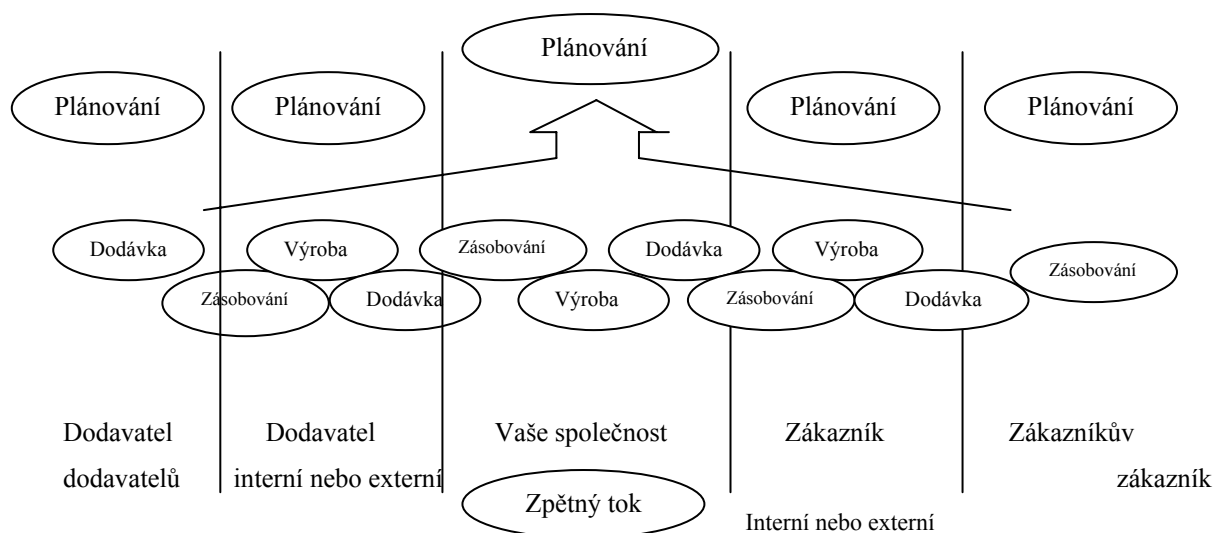 Plánování
Plánování
Plánování
Plánování
Plánování
Dodávka
Výroba
Zásobování
Dodávka
Výroba
Zásobování
Zásobování
Dodávka
Výroba
Zásobování
Dodávka
Dodavatel
dodavatelů
Dodavatel
interní nebo externí
Vaše společnost
Zpětný tok
Zákazník
Interní nebo externí
Zákazníkův
zákazník